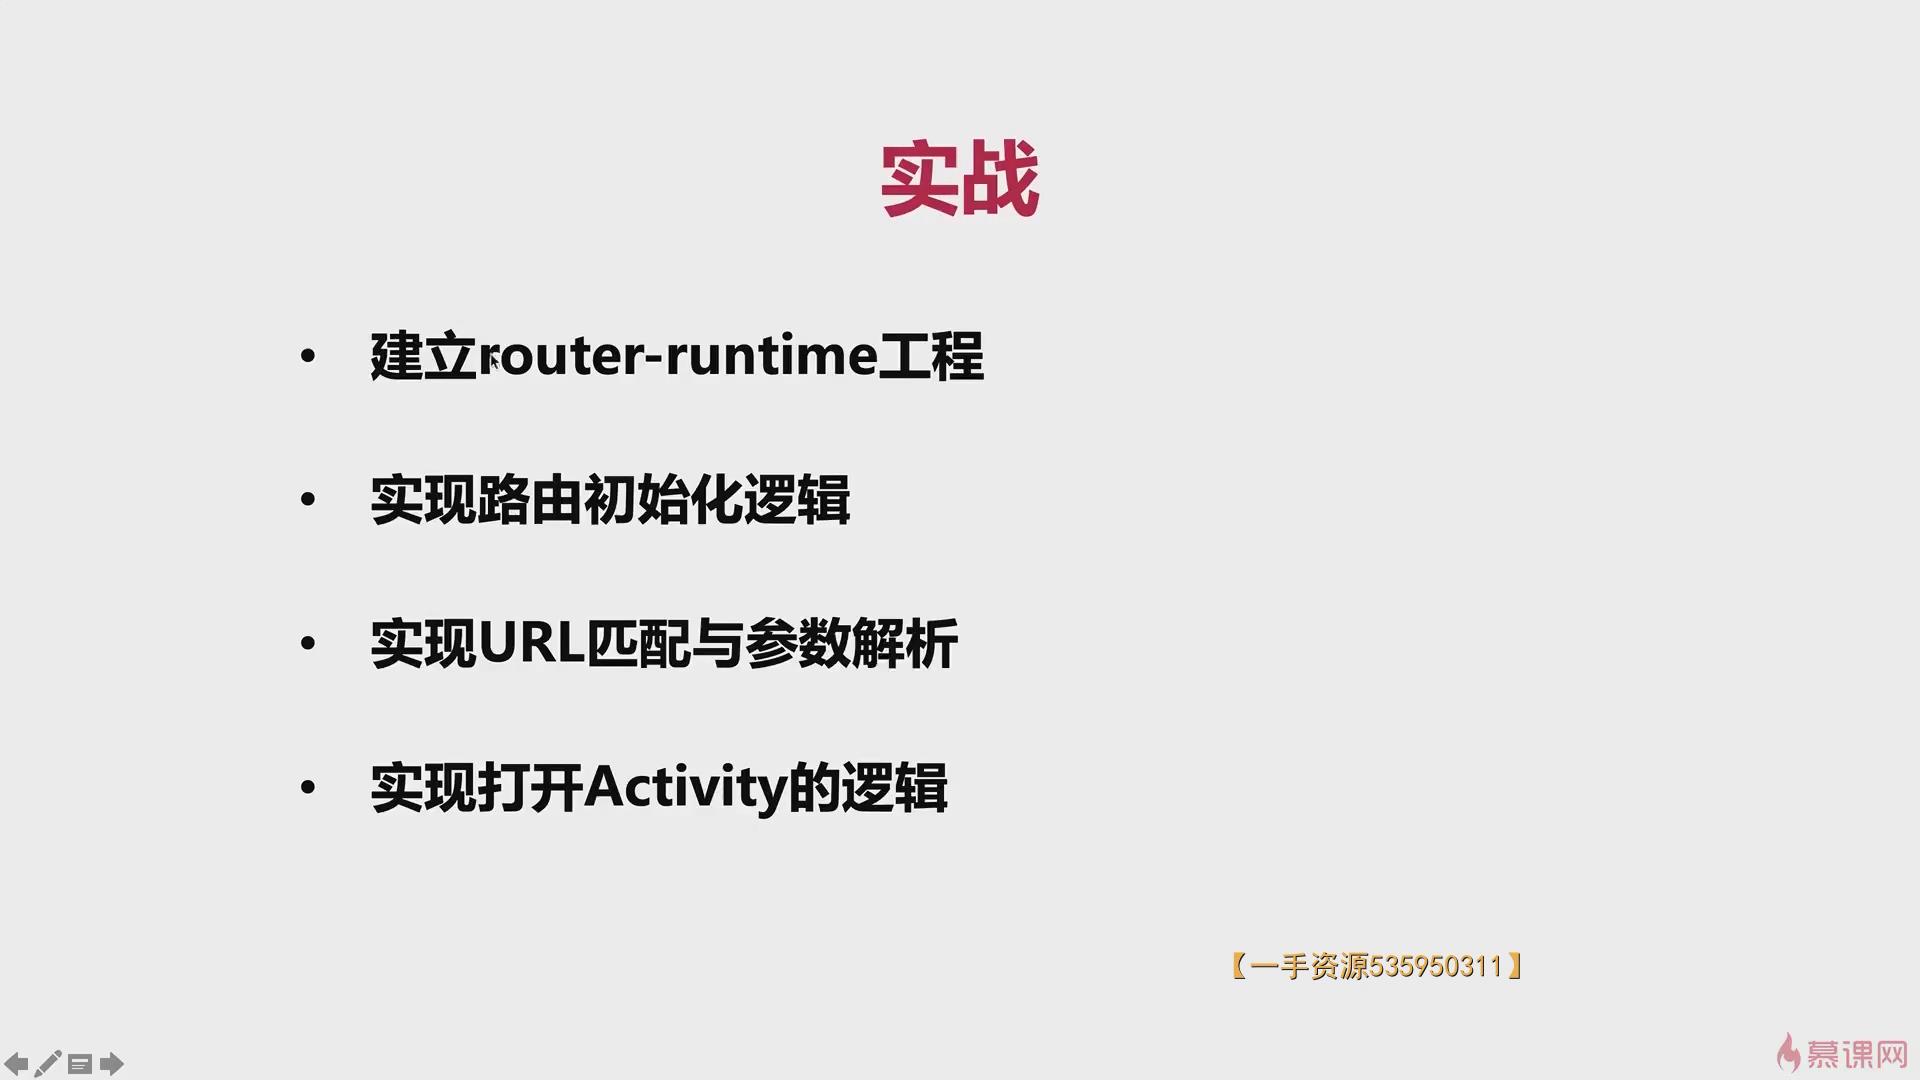 实战
• 建立router-runtime工程
• 实现路由初始化逻辑
• 实现URL匹配与参数解析
• 实现打开Activity的逻辑
【一手资源535950311】
慕课网